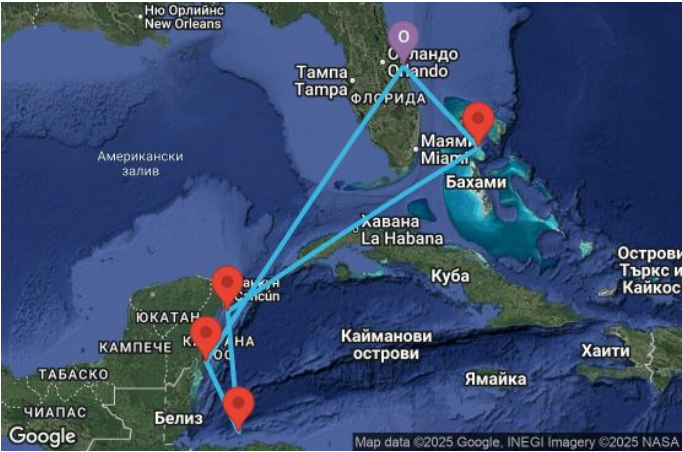 Ню Орлийнс
New Orleans
О
Орландо
Orlando
Тампа
Tampa
ФЛОРИДА
Маями
Miami
Американски
залив
Бахами
Хавана
La Habana
Острови
Търкс и
Кайкос
Куба
Cancún
ЮКАТАН
КАМПЕЧЕ
Кайманови
острови
Хаити
ТАБАСКО
Ямайка
ЧИАПАС
Белиз
Google
Map data ©2025 Google, INEGI Imagery ©2025 NASA